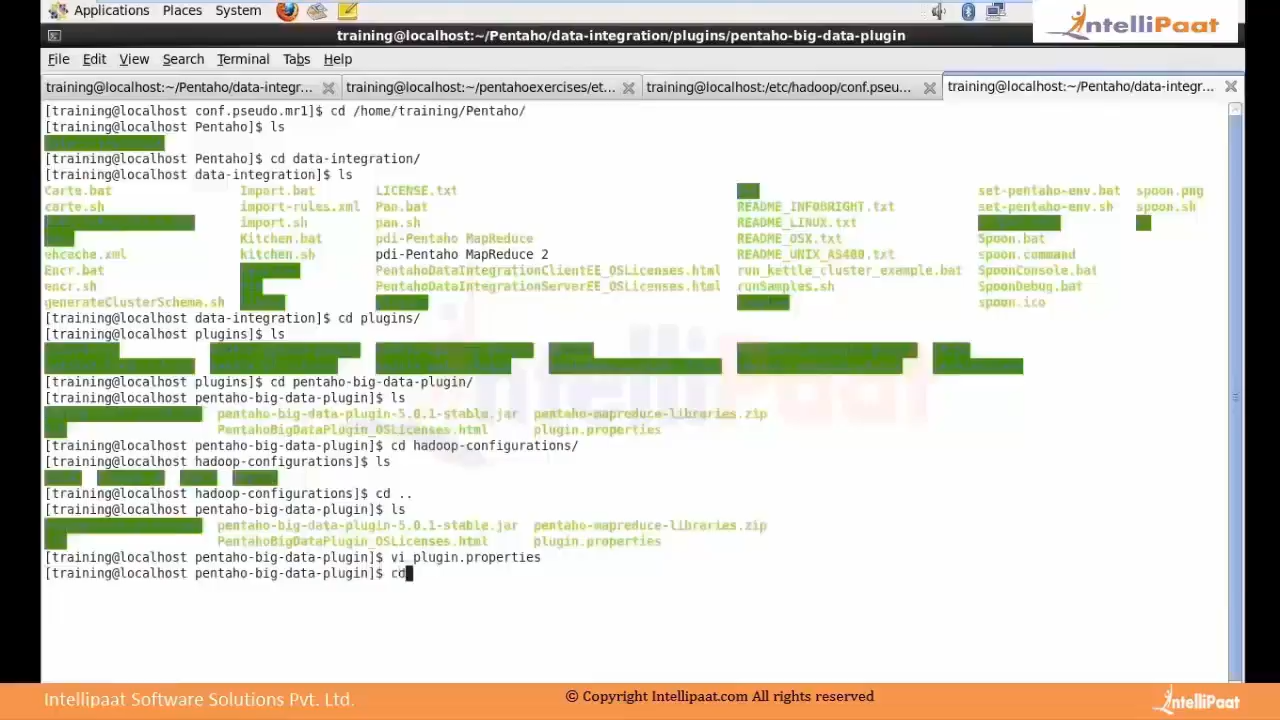 Applications Places System
IntelliPaat
training@localhost:~/Pentaho/data-integration/plugins/pentaho-big-data-plugin
File Edit View Search Terminal Tabs Help
training@localhost:~/Pentaho/data-integr... training@localhost:~/pentahoexercises/et... training@localhost:/etc/hadoop/conf.pseu... training@localhost:~/Pentaho/data-integr...
[training@localhost conf.pseudo.mr1]$ cd /home/training/Pentaho/
[training@localhost Pentaho]$ ls
[training@localhost Pentaho]$ cd data-integration/
[training@localhost data-integration]$ ls
Carte.bat Import.bat LICENSE.txt set-pentaho-env.bat spoon.png
carte.sh import-rules.xml Pan.bat README_INFOBRIGHT.txt set-pentaho-env.sh spoon.sh
import.sh pan.sh README_LINUX.txt
Kitchen.bat pdi-Pentaho MapReduce README_OSX.txt Spoon.bat
ehcache.xml kitchen.sh pdi-Pentaho MapReduce 2 README_UNIX_AS400.txt spoon.command
Encr.bat PentahoDataIntegrationClientEE_OSLicenses.html run_kettle_cluster_example.bat SpoonConsole.bat
encr.sh PentahoDataIntegrationServerEE_OSLicenses.html runSamples.sh SpoonDebug.bat
generateClusterSchema.sh spoon.ico
[training@localhost data-integration]$ cd plugins/
[training@localhost plugins]$ ls
[training@localhost plugins]$ cd pentaho-big-data-plugin/
[training@localhost pentaho-big-data-plugin]$ ls
pentaho-big-data-plugin-5.0.1-stable.jar pentaho-mapreduce-libraries.zip
PentahoBigDataPlugin_OSLicenses.html plugin.properties
[training@localhost pentaho-big-data-plugin]$ cd hadoop-configurations/
[training@localhost hadoop-configurations]$ ls
[training@localhost hadoop-configurations]$ cd ..
[training@localhost pentaho-big-data-plugin]$ ls
pentaho-big-data-plugin-5.0.1-stable.jar pentaho-mapreduce-libraries.zip
PentahoBigDataPlugin_OSLicenses.html plugin.properties
[training@localhost pentaho-big-data-plugin]$ vi plugin.properties
[training@localhost pentaho-big-data-plugin]$ cd
IntelliPaat
Intellipaat Software Solutions Pvt. Ltd.
© Copyright Intellipaat.com All rights reserved
IntelliPaat